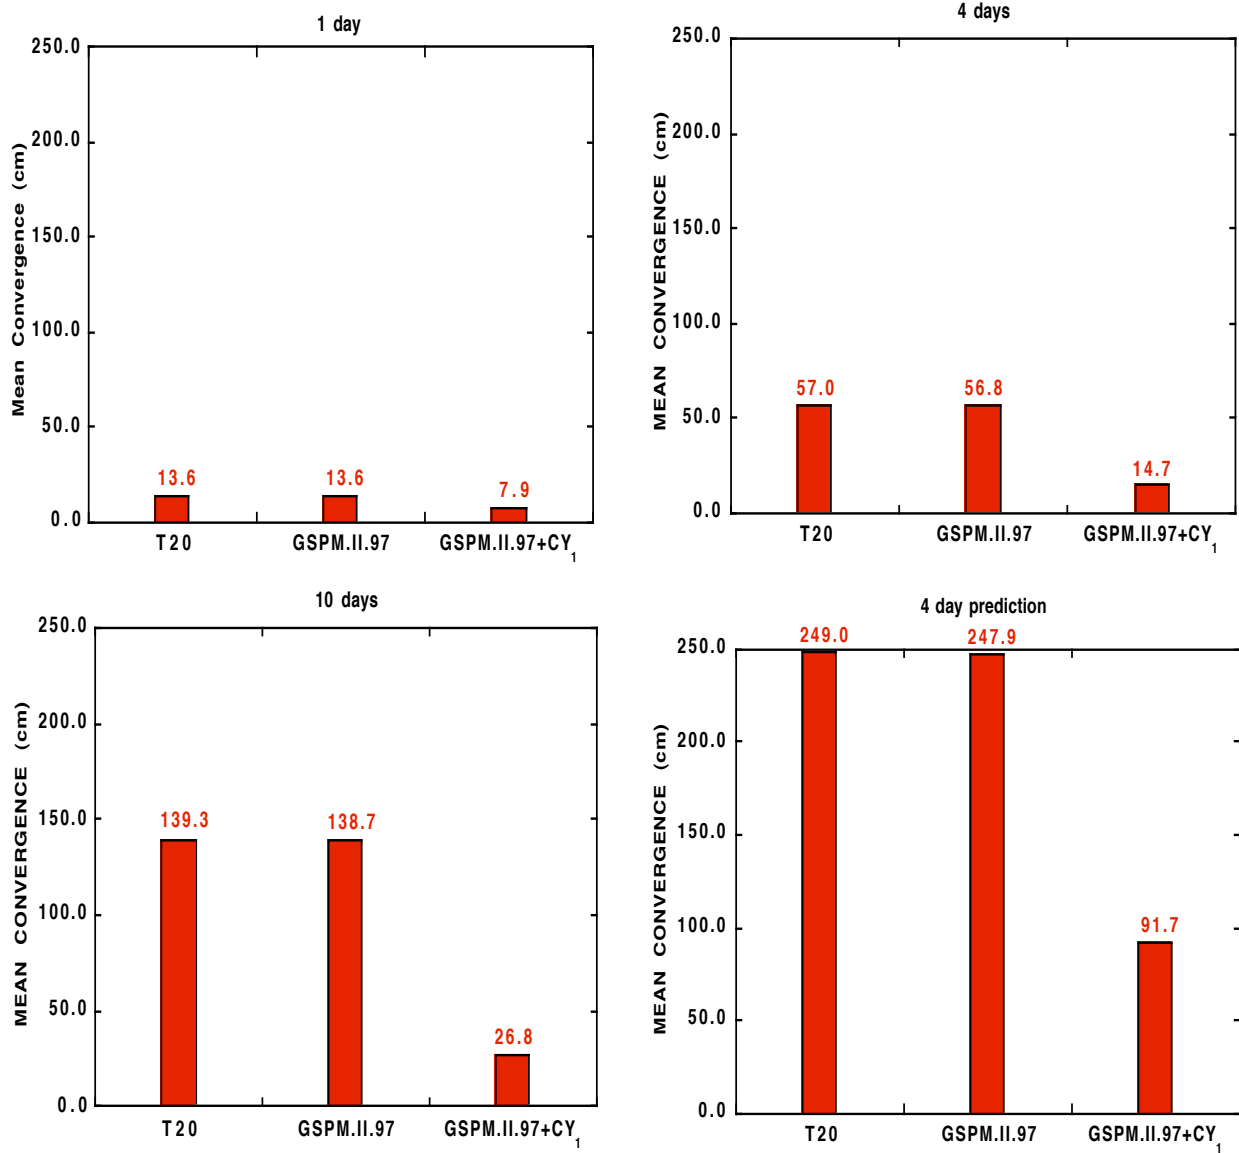 1 day
Mean Convergence (cm)
250.0
200.0
150.0
100.0
50.0
0.0
13.6
13.6
7.9
T20
GSPM.II.97
GSPM.II.97+CY₁
4 days
MEAN CONVERGENCE (cm)
250.0
200.0
150.0
100.0
50.0
0.0
57.0
56.8
14.7
T20
GSPM.II.97
GSPM.II.97+CY₁
10 days
MEAN CONVERGENCE (cm)
250.0
200.0
150.0
100.0
50.0
0.0
139.3
138.7
26.8
T20
GSPM.II.97
GSPM.II.97+CY₁
4 day prediction
MEAN CONVERGENCE (cm)
250.0
200.0
150.0
100.0
50.0
0.0
249.0
247.9
91.7
T20
GSPM.II.97
GSPM.II.97+CY₁